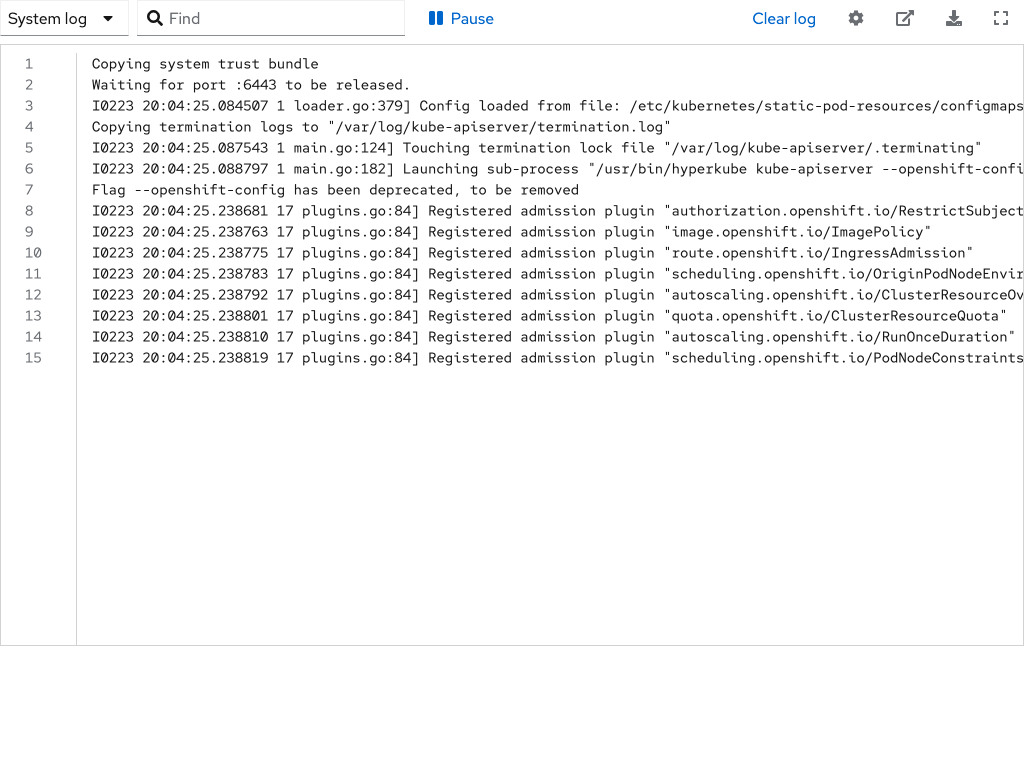 System log
Find
Pause
Clear log
1 Copying system trust bundle
2 Waiting for port :6443 to be released.
3 I0223 20:04:25.084507 1 loader.go:379] Config loaded from file: /etc/kubernetes/static-pod-resources/configmaps
4 Copying termination logs to "/var/log/kube-apiserver/termination.log"
5 I0223 20:04:25.087543 1 main.go:124] Touching termination lock file "/var/log/kube-apiserver/.terminating"
6 I0223 20:04:25.088797 1 main.go:182] Launching sub-process "/usr/bin/hyperkube kube-apiserver --openshift-confi
7 Flag --openshift-config has been deprecated, to be removed
8 I0223 20:04:25.238681 17 plugins.go:84] Registered admission plugin "authorization.openshift.io/RestrictSubject
9 I0223 20:04:25.238763 17 plugins.go:84] Registered admission plugin "image.openshift.io/ImagePolicy"
10 I0223 20:04:25.238775 17 plugins.go:84] Registered admission plugin "route.openshift.io/IngressAdmission"
11 I0223 20:04:25.238783 17 plugins.go:84] Registered admission plugin "scheduling.openshift.io/OriginPodNodeEnvir
12 I0223 20:04:25.238792 17 plugins.go:84] Registered admission plugin "autoscaling.openshift.io/ClusterResourceOv
13 I0223 20:04:25.238801 17 plugins.go:84] Registered admission plugin "quota.openshift.io/ClusterResourceQuota"
14 I0223 20:04:25.238810 17 plugins.go:84] Registered admission plugin "autoscaling.openshift.io/RunOnceDuration"
15 I0223 20:04:25.238819 17 plugins.go:84] Registered admission plugin "scheduling.openshift.io/PodNodeConstraints